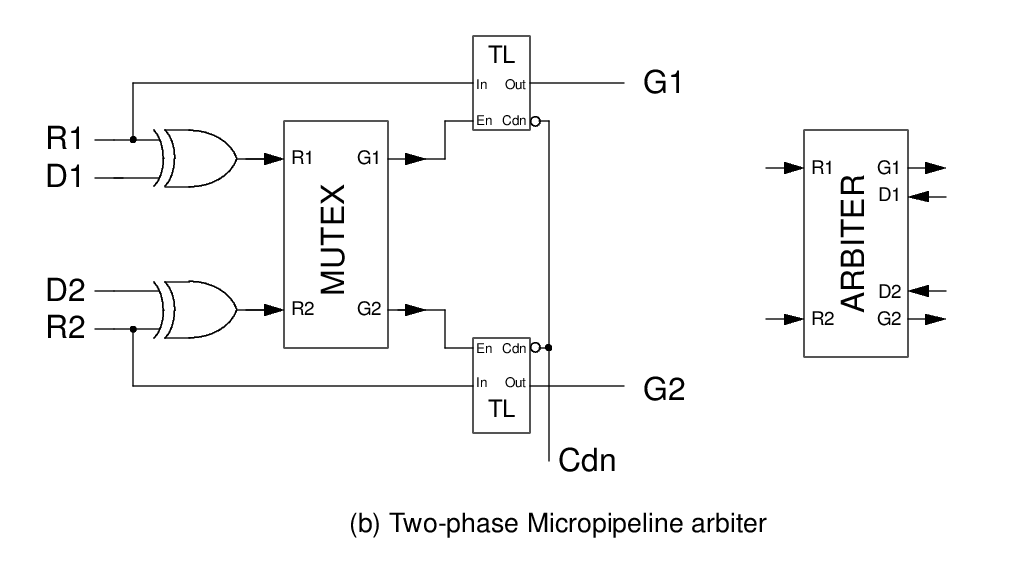 TL
In Out
En Cdn
G1
R1
D1
R1 G1
MUTEX
R2 G2
D2
R2
En Cdn
In Out
TL
G2
Cdn
R1 G1
D1
ARBITER
D2
R2 G2
(b) Two-phase Micropipeline arbiter